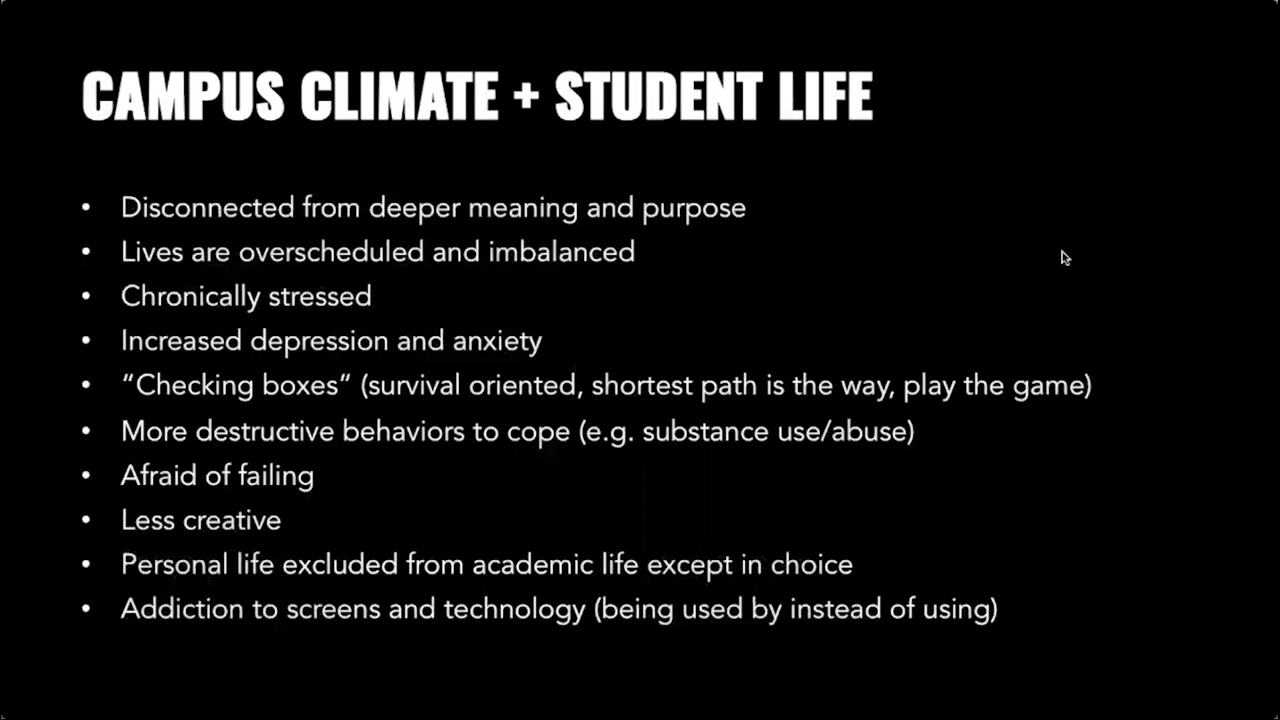 CAMPUS CLIMATE + STUDENT LIFE
• Disconnected from deeper meaning and purpose
• Lives are overscheduled and imbalanced
• Chronically stressed
• Increased depression and anxiety
• “Checking boxes“ (survival oriented, shortest path is the way, play the game)
• More destructive behaviors to cope (e.g. substance use/abuse)
• Afraid of failing
• Less creative
• Personal life excluded from academic life except in choice
• Addiction to screens and technology (being used by instead of using)